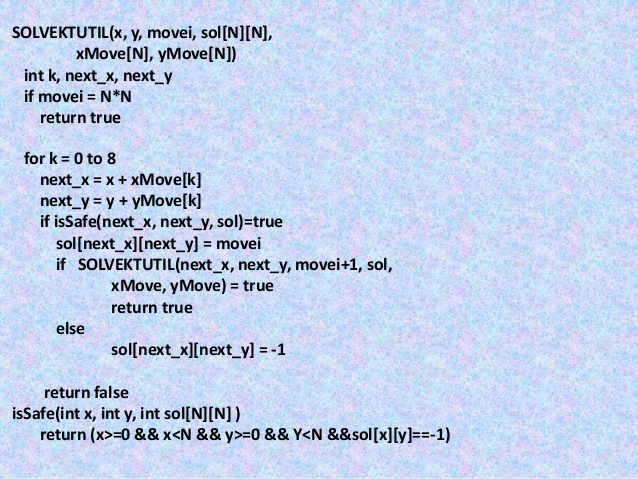 SOLVEKTUTIL(x, y, movei, sol[N][N],
xMove[N], yMove[N])
int k, next_x, next_y
if movei = N*N
return true
for k = 0 to 8
next_x = x + xMove[k]
next_y = y + yMove[k]
if isSafe(next_x, next_y, sol)=true
sol[next_x][next_y] = movei
if SOLVEKTUTIL(next_x, next_y, movei+1, sol,
xMove, yMove) = true
return true
else
sol[next_x][next_y] = -1
return false
isSafe(int x, int y, int sol[N][N] )
return (x>=0 && x<N && y>=0 && Y<N &&sol[x][y]==-1)